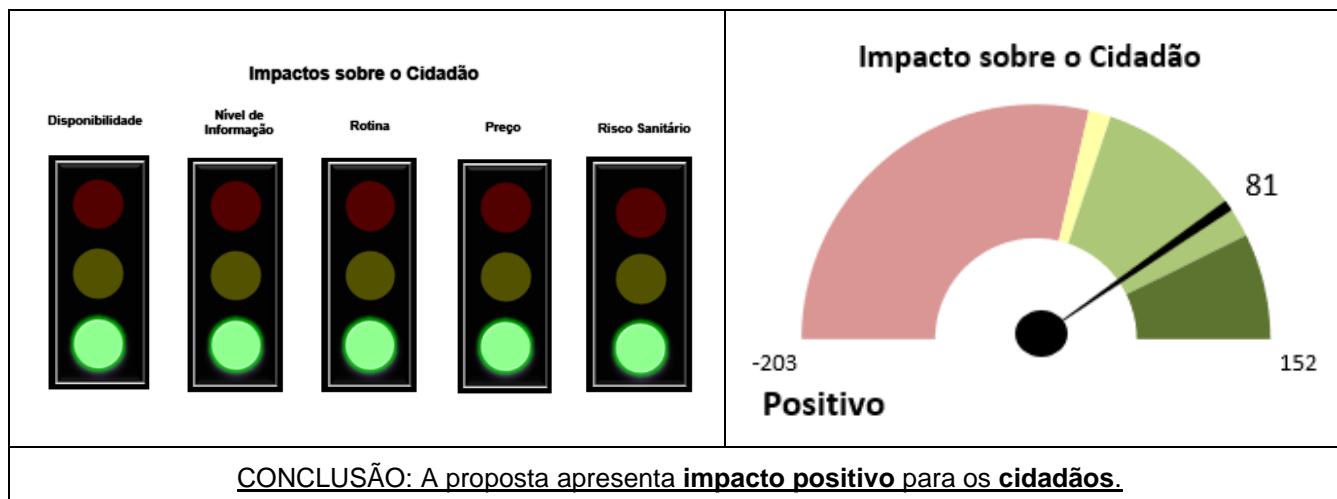 Impactos sobre o Cidadão
Disponibilidade
Nível de
Informação
Rotina
Preço
Risco Sanitário
Impacto sobre o Cidadão
81
-203
152
Positivo
CONCLUSÃO: A proposta apresenta impacto positivo para os cidadãos.